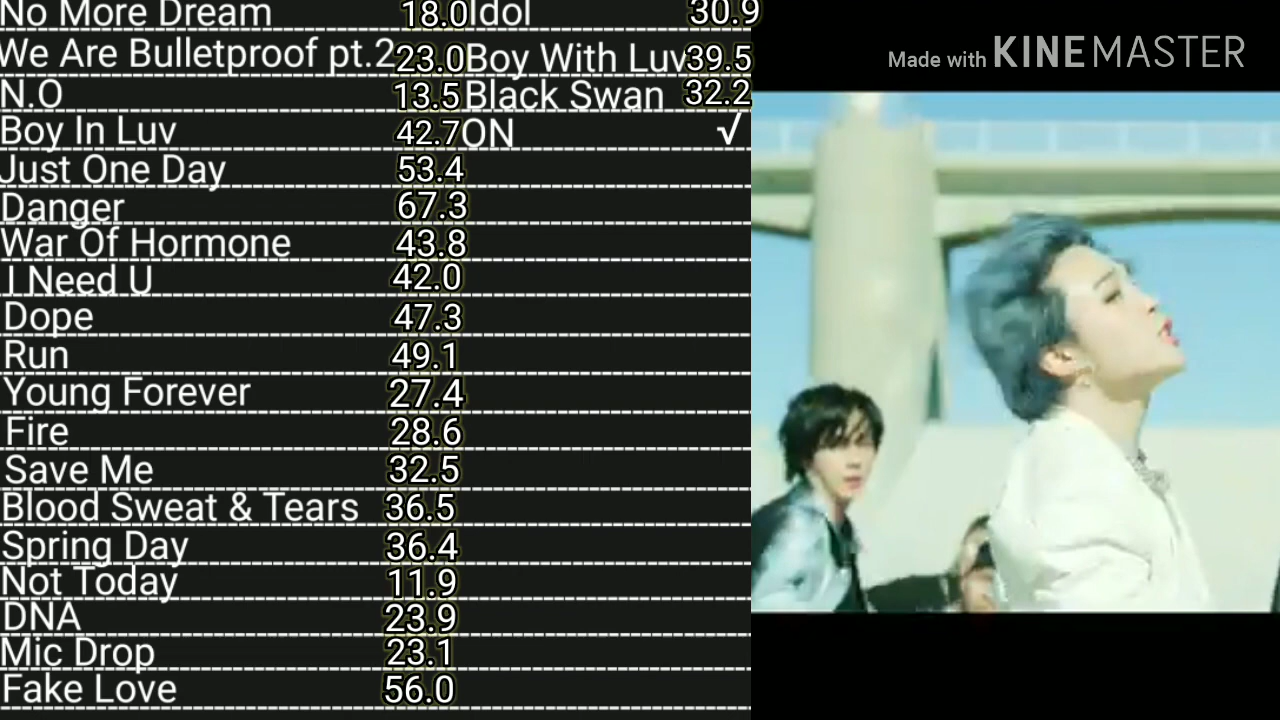 No More Dream 18.0 Idol 30.9
We Are Bulletproof pt.2 23.0 Boy With Luv 39.5
N.O 13.5 Black Swan 32.2
Boy In Luv 42.7 ON √
Just One Day 53.4
Danger 67.3
War Of Hormone 43.8
I Need U 42.0
Dope 47.3
Run 49.1
Young Forever 27.4
Fire 28.6
Save Me 32.5
Blood Sweat & Tears 36.5
Spring Day 36.4
Not Today 11.9
DNA 23.9
Mic Drop 23.1
Fake Love 56.0
Made with KINEMASTER